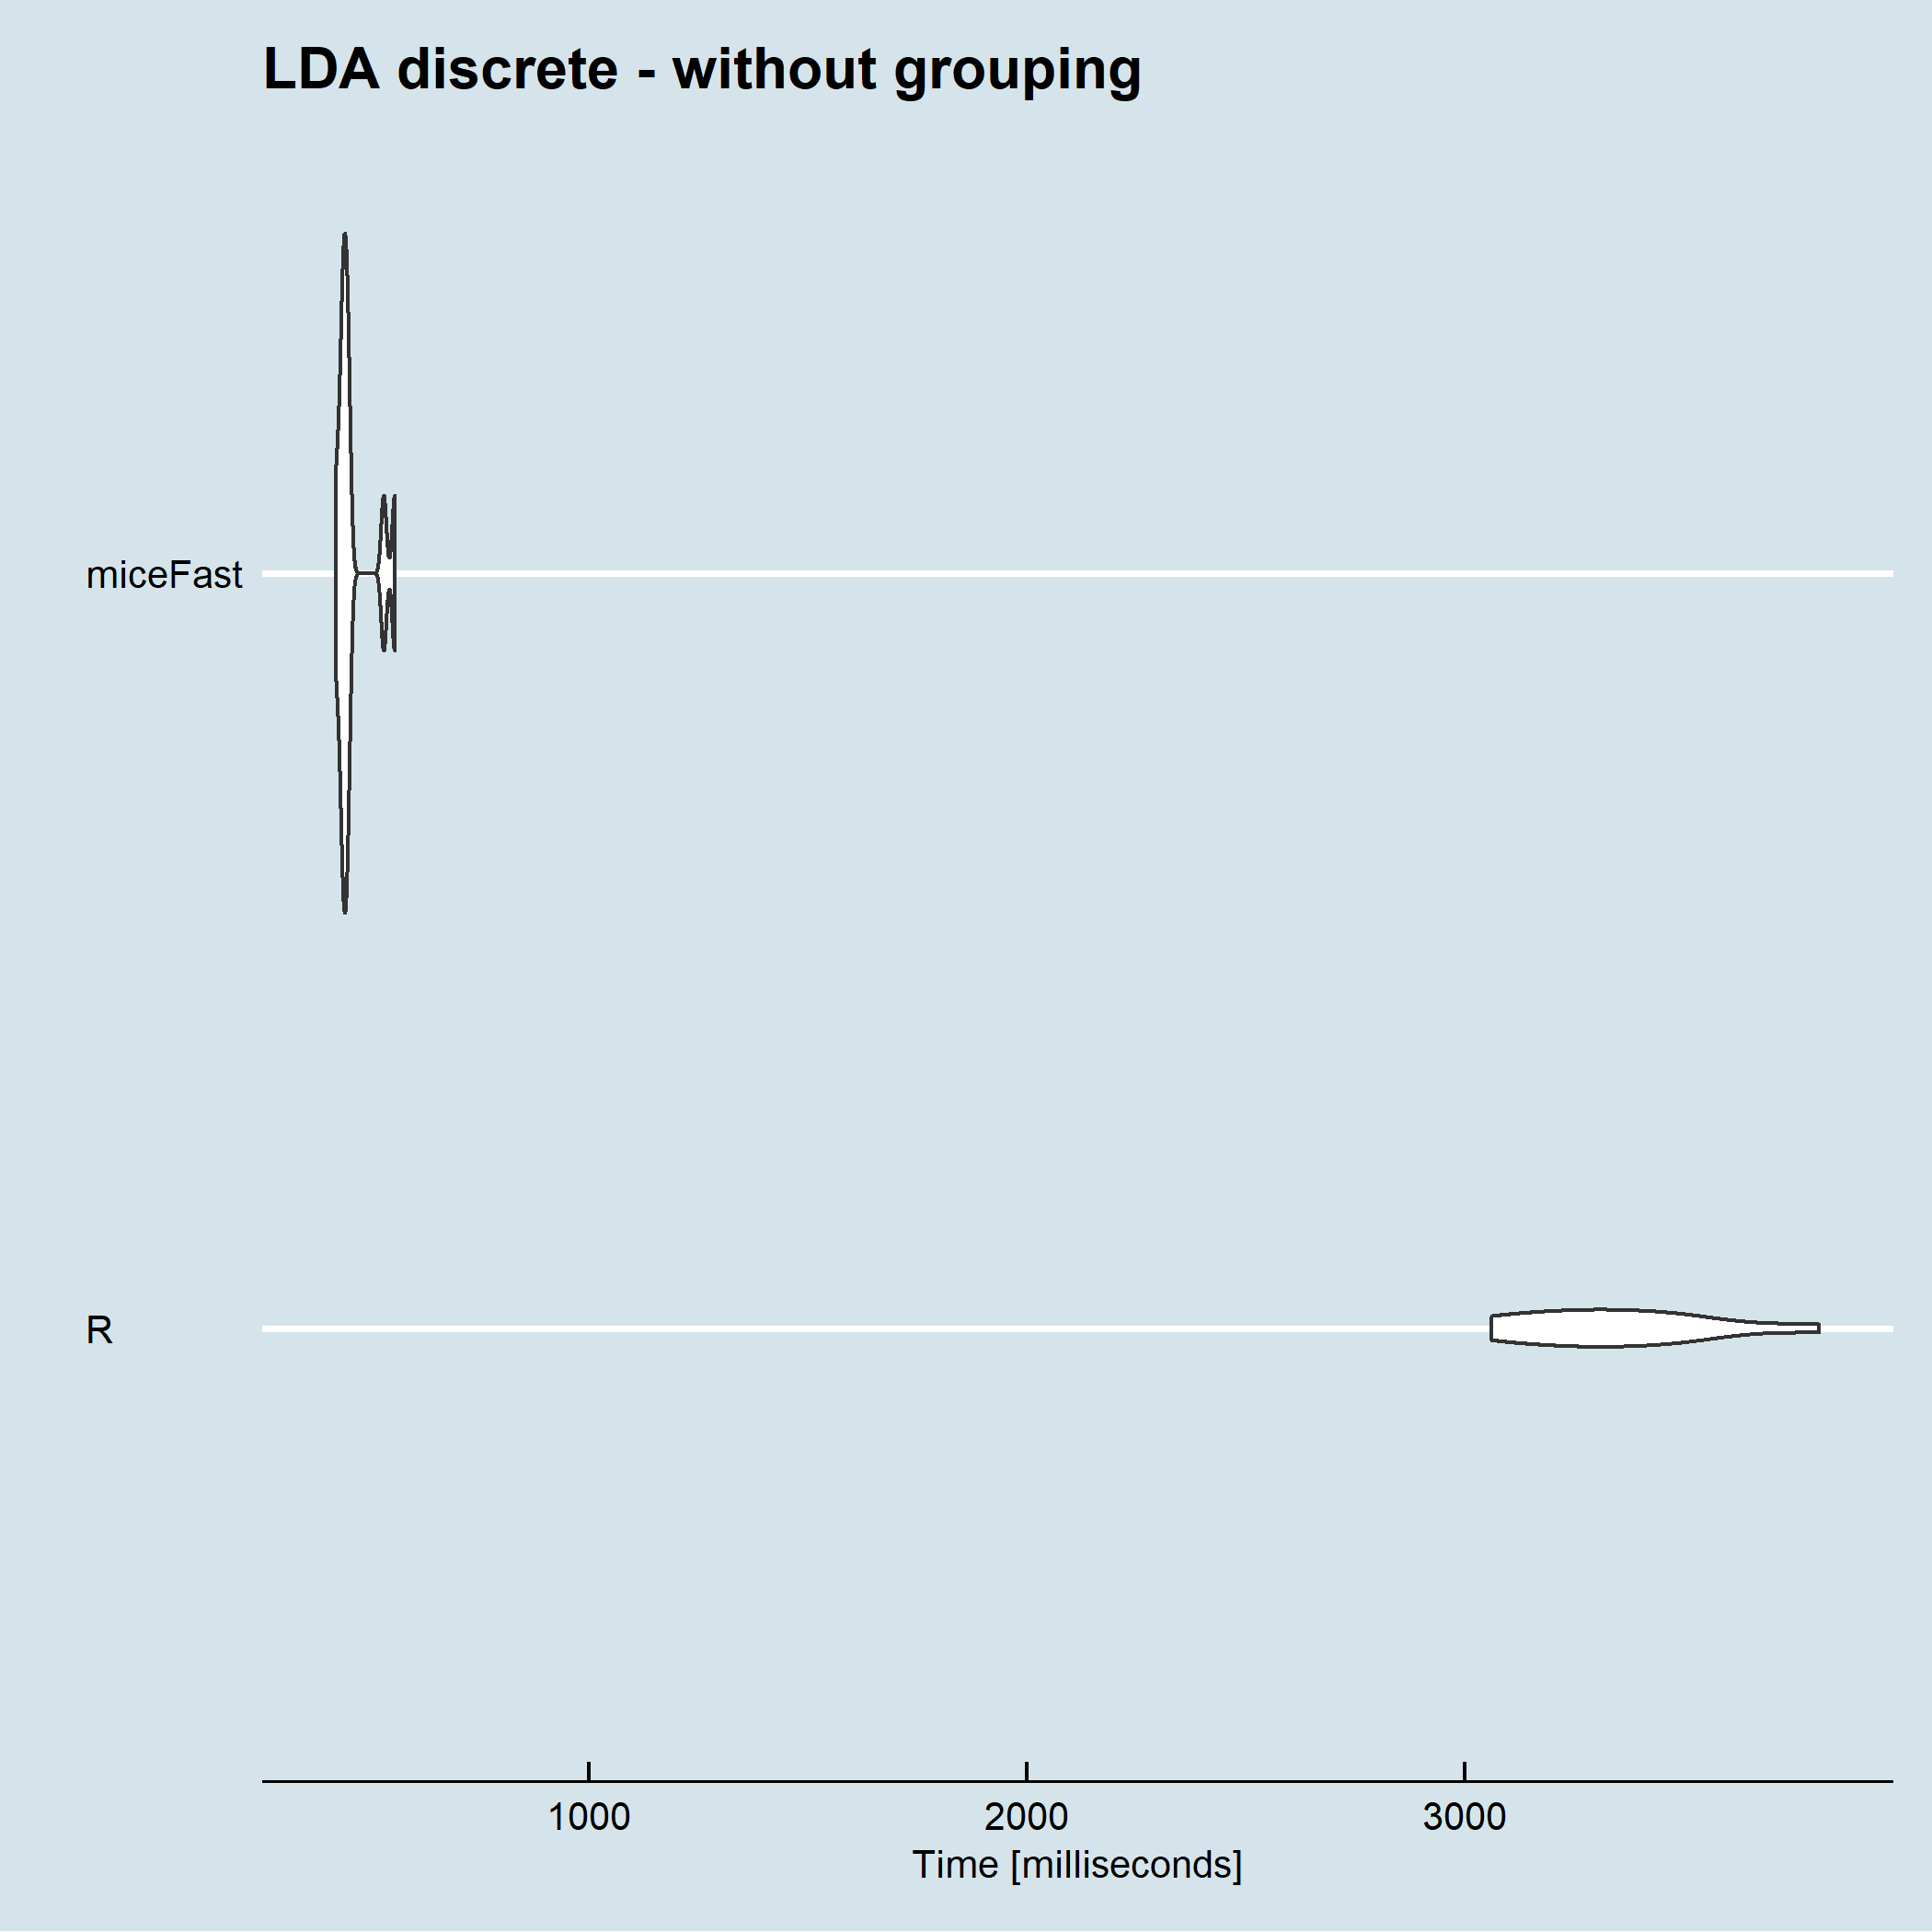 LDA discrete - without grouping
miceFast
R
1000 2000 3000
Time [milliseconds]